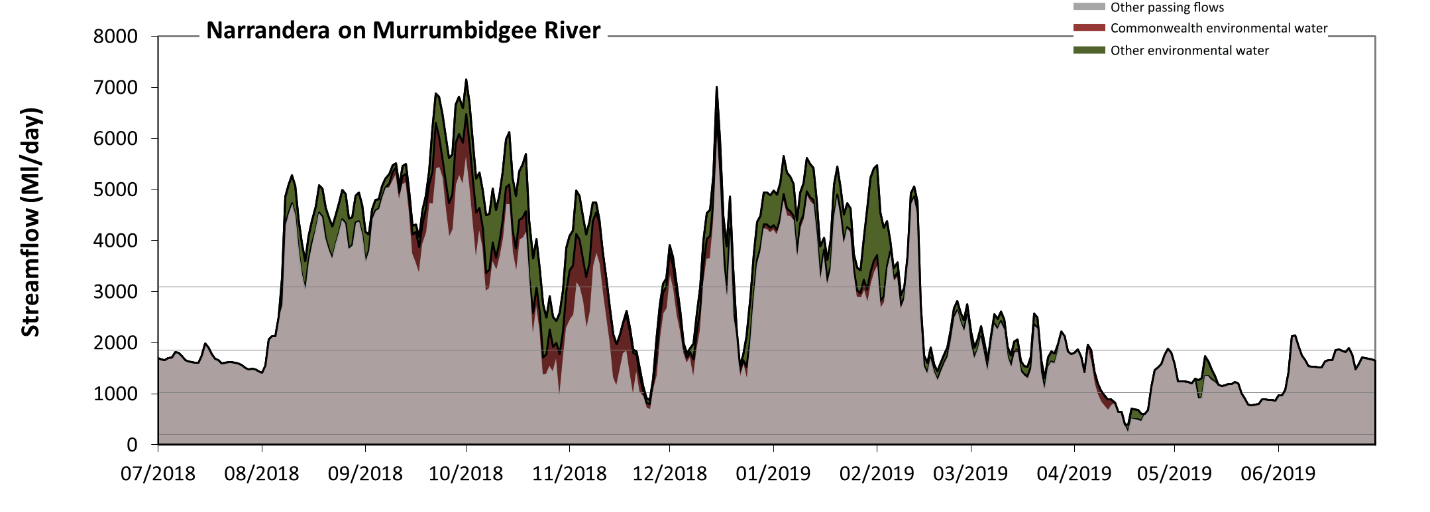 Other passing flows
Narrandera on Murrumbidgee River
Commonwealth environmental water
Other environmental water
Streamflow (Ml/day)
8000
7000
6000
5000
4000
3000
2000
1000
0
07/2018 08/2018 09/2018 10/2018 11/2018 12/2018 01/2019 02/2019 03/2019 04/2019 05/2019 06/2019